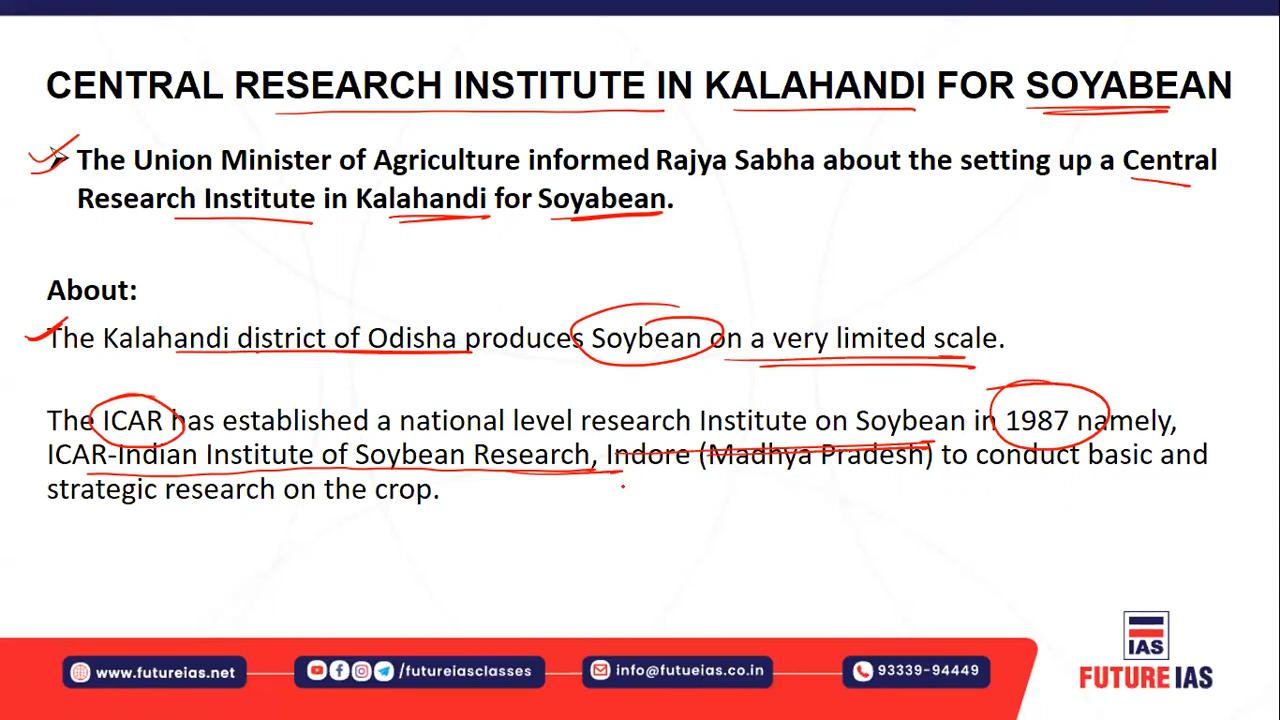 CENTRAL RESEARCH INSTITUTE IN KALAHANDI FOR SOYABEAN
The Union Minister of Agriculture informed Rajya Sabha about the setting up a Central
Research Institute in Kalahandi for Soyabean.
About:
The Kalahandi district of Odisha produces Soybean on a very limited scale.
The ICAR has established a national level research Institute on Soybean in 1987 namely,
ICAR-Indian Institute of Soybean Research, Indore (Madhya Pradesh) to conduct basic and
strategic research on the crop.
IAS
FUTURE IAS
www.futureias.net
/futureiasclasses
info@futueias.co.in
93339-94449